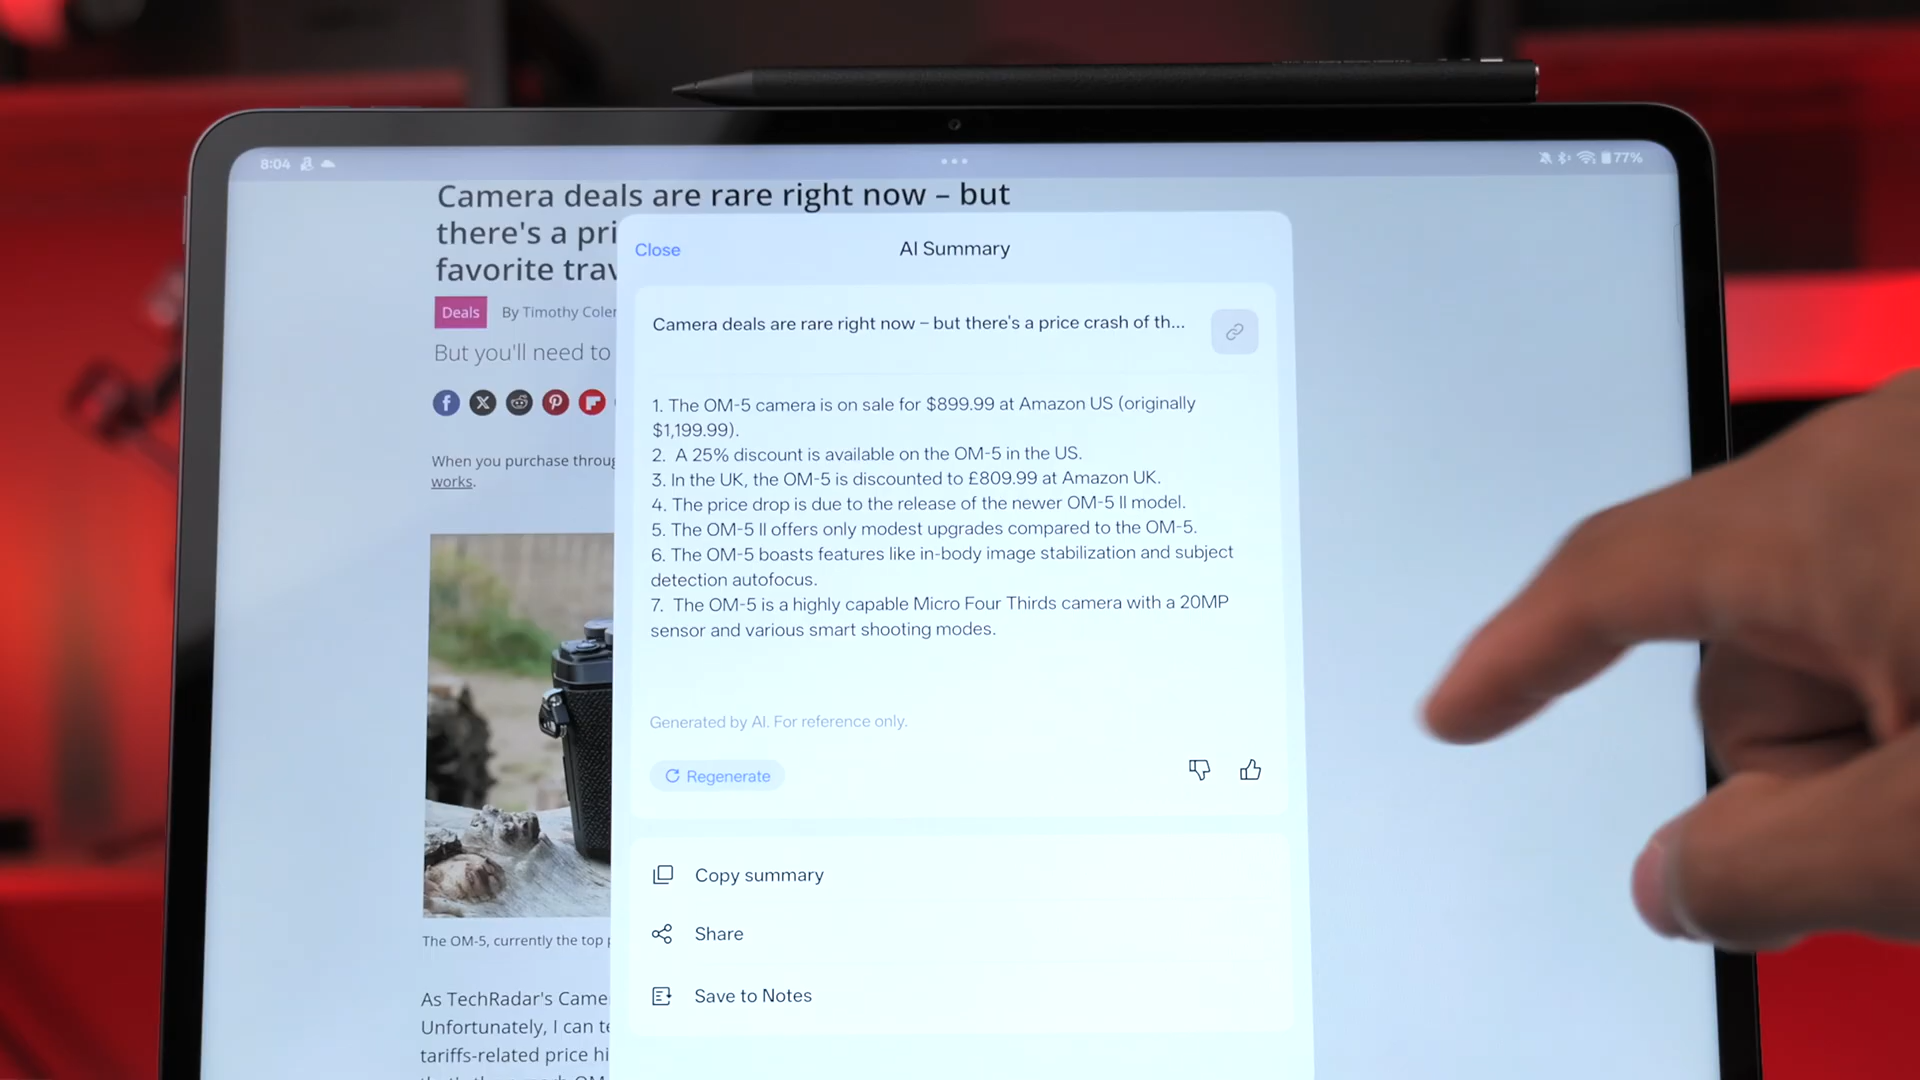 8:04
77%
Camera deals are rare right now – but
there's a pri
favorite trav
Deals
By Timothy Coler
But you'll need to
When you purchase throug
works.
The OM-5, currently the top p
As TechRadar's Came
Unfortunately, I can te
tariffs-related price hi
Close
AI Summary
Camera deals are rare right now – but there's a price crash of th...
1. The OM-5 camera is on sale for $899.99 at Amazon US (originally
$1,199.99).
2. A 25% discount is available on the OM-5 in the US.
3. In the UK, the OM-5 is discounted to £809.99 at Amazon UK.
4. The price drop is due to the release of the newer OM-5 II model.
5. The OM-5 II offers only modest upgrades compared to the OM-5.
6. The OM-5 boasts features like in-body image stabilization and subject
detection autofocus.
7. The OM-5 is a highly capable Micro Four Thirds camera with a 20MP
sensor and various smart shooting modes.
Generated by AI. For reference only.
Regenerate
Copy summary
Share
Save to Notes